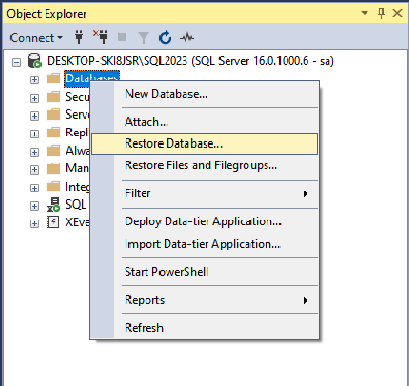 Object Explorer
Connect
DESKTOP-SKI8JSR\SQL2023 (SQL Server 16.0.1000.6 - sa)
Databases
Secu
Serve
Repl
Alwa
Man
Integ
SQL
XEve
New Database...
Attach...
Restore Database...
Restore Files and Filegroups...
Filter
Deploy Data-tier Application...
Import Data-tier Application...
Start PowerShell
Reports
Refresh